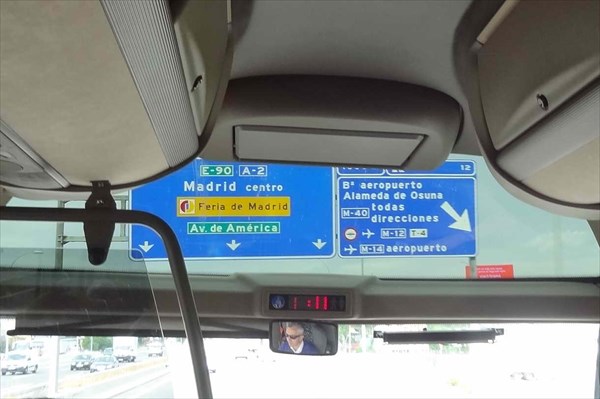 E-90 A-2
Madrid centro
Feria de Madrid
Av. de América
12
Bº aeropuerto
Alameda de Osuna
M-40 todas
direcciones
M-12 T-4
M-14 aeropuerto
11